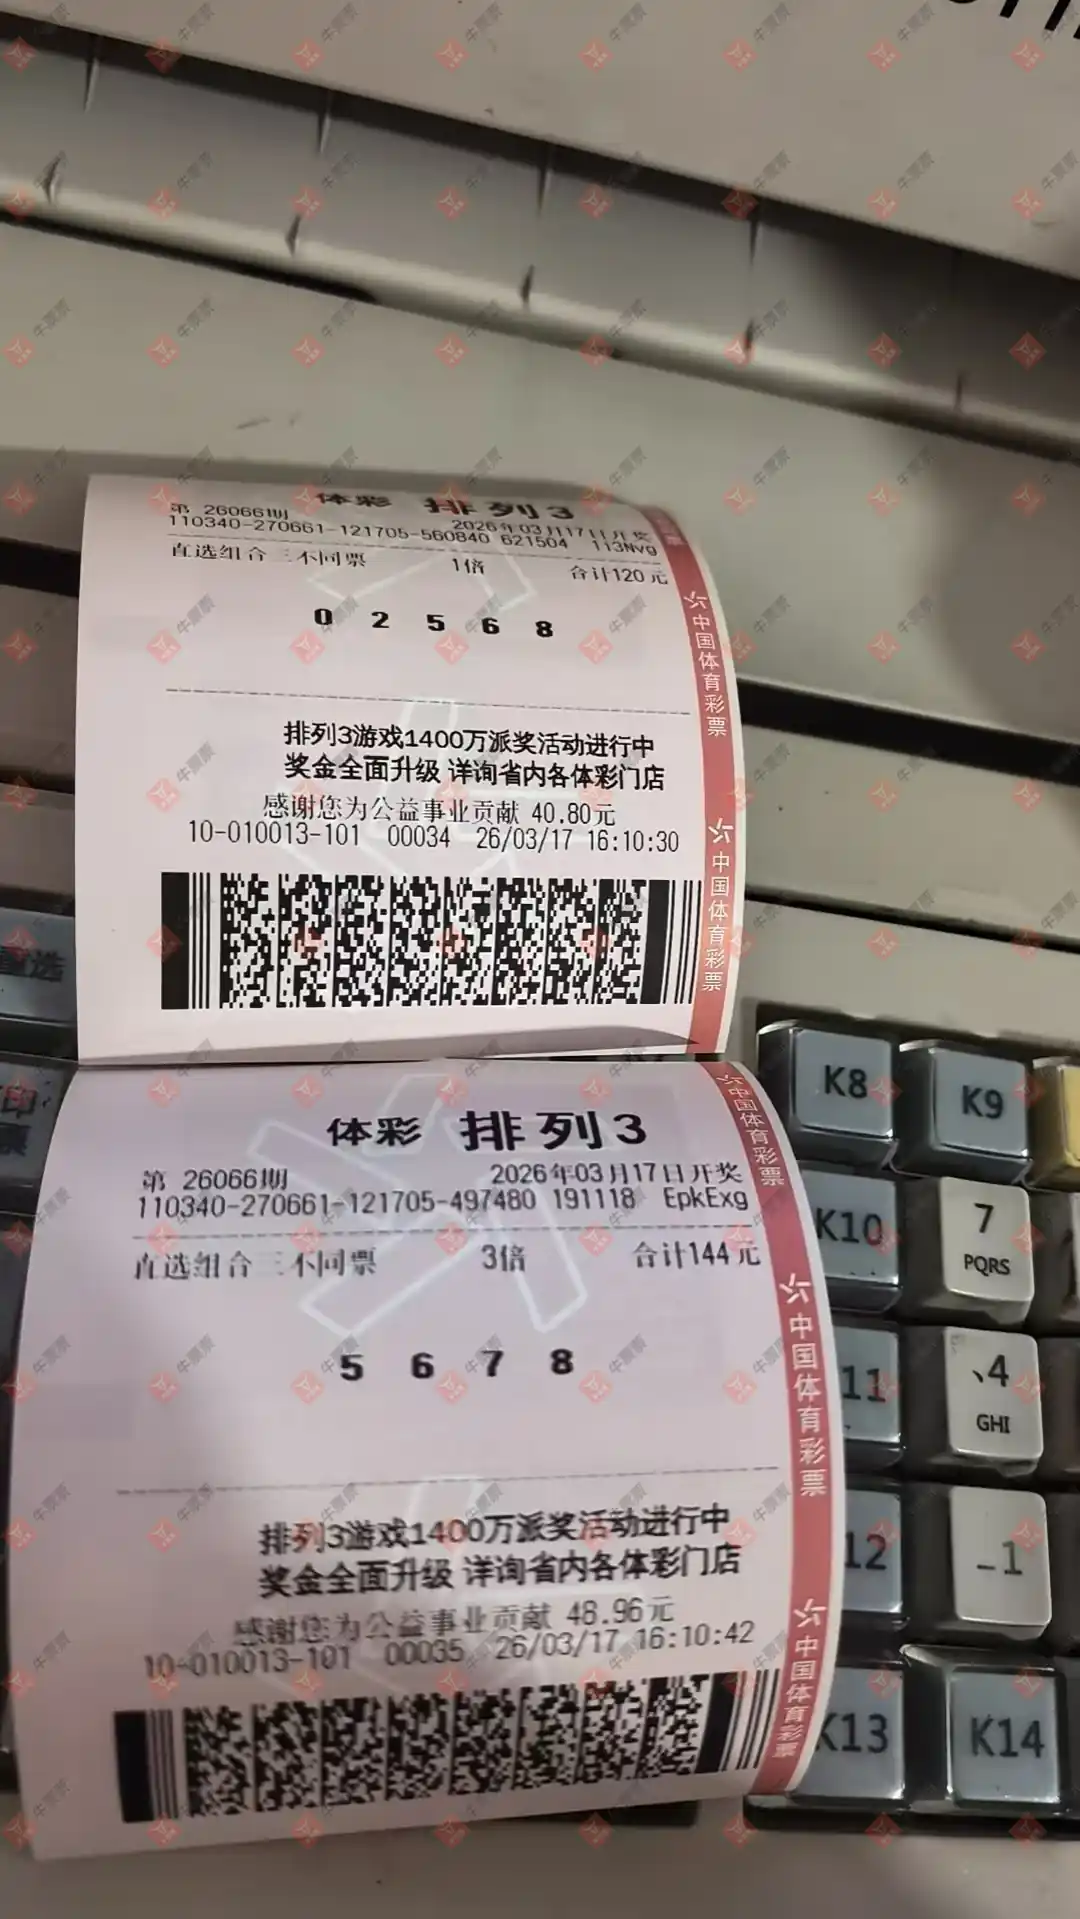 体彩 排列3
第 26066期 2026年03月17日开奖
110340-270661-121705-560840 621504 1i3Nvg
直选组合三不同票 1倍 合计120元
0 2 5 6 8
排列3游戏1400万派奖活动进行中
奖金全面升级 详询省内各体彩门店
感谢您为公益事业贡献 40.80元
10-010013-101 00034 26/03/17 16:10:30
中国体育彩票
中国体育彩票
体彩 排列3
第 26066期 2026年03月17日开奖
110340-270661-121705-497480 191118 EpkExg
直选组合三不同票 3倍 合计144元
5 6 7 8
排列3游戏1400万派奖活动进行中
奖金全面升级 详询省内各体彩门店
感谢您为公益事业贡献 48.96元
10-010013-101 00035 26/03/17 16:10:42
中国体育彩票
中国体育彩票
中国体育彩票
直选
印
票
K8
K9
K10
7
PQRS
11
4
GHI
12
1
K13
K14
牛票票